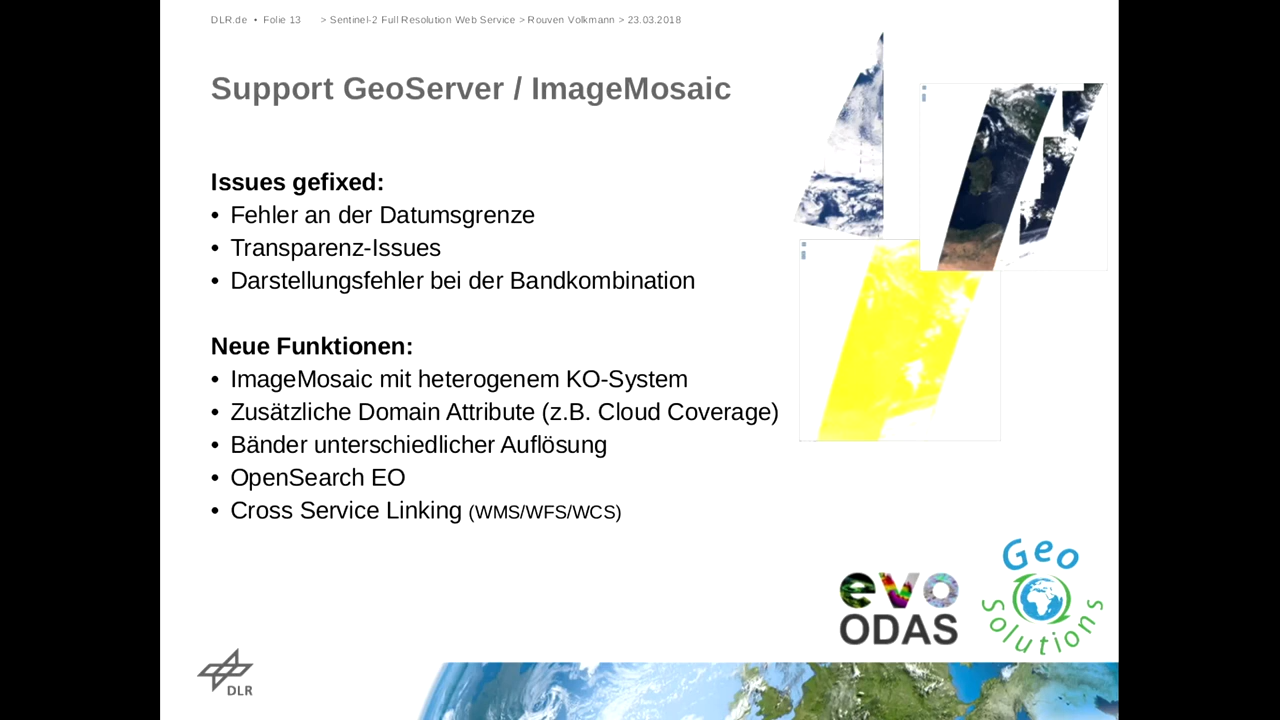 DLR.de • Folie 13 > Sentinel-2 Full Resolution Web Service > Rouven Volkmann > 23.03.2018
Support GeoServer / ImageMosaic
Issues gefixed:
• Fehler an der Datumsgrenze
• Transparenz-Issues
• Darstellungsfehler bei der Bandkombination
Neue Funktionen:
• ImageMosaic mit heterogenem KO-System
• Zusätzliche Domain Attribute (z.B. Cloud Coverage)
• Bänder unterschiedlicher Auflösung
• OpenSearch EO
• Cross Service Linking (WMS/WFS/WCS)
evo
ODAS
Geo
Solutions
DLR